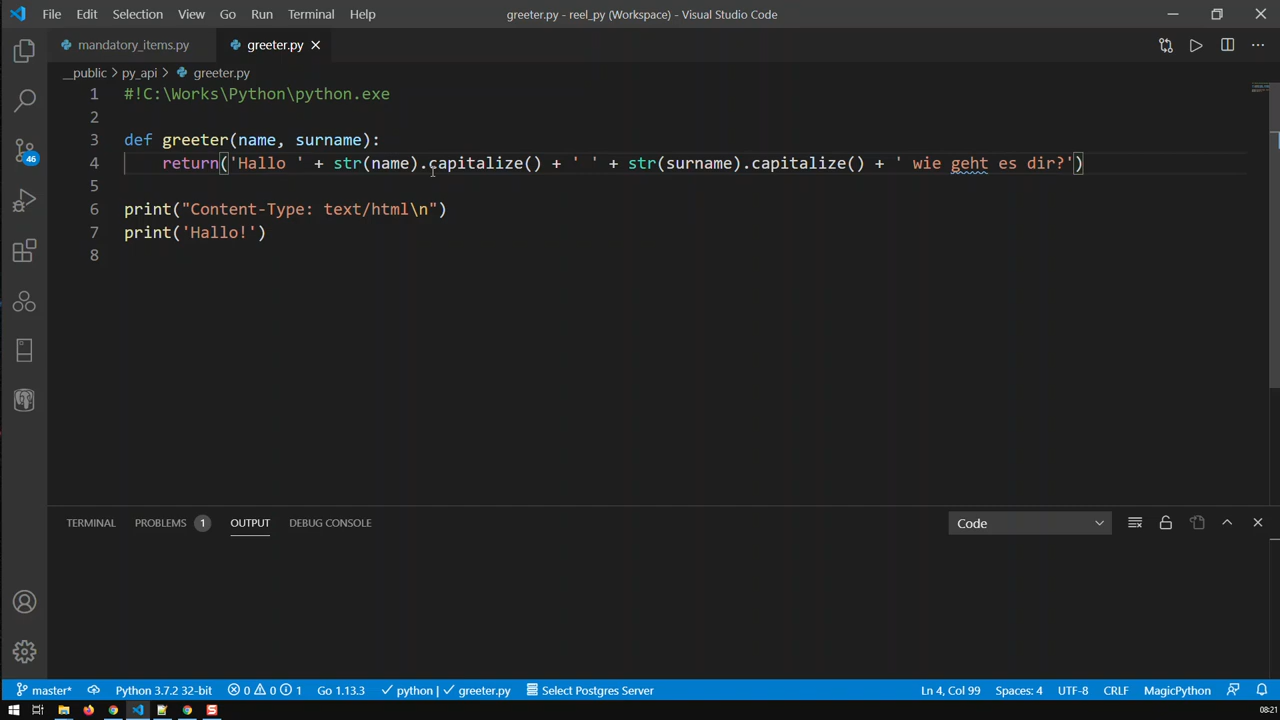 File Edit Selection View Go Run Terminal Help greeter.py - reel_py (Workspace) - Visual Studio Code
mandatory_items.py greeter.py
__public > py_api > greeter.py
1 #!C:\Works\Python\python.exe
2
3 def greeter(name, surname):
4 return('Hallo ' + str(name).capitalize() + ' ' + str(surname).capitalize() + ' wie geht es dir?')
5
6 print("Content-Type: text/html\n")
7 print('Hallo!')
8
46
TERMINAL PROBLEMS 1 OUTPUT DEBUG CONSOLE Code
master* Python 3.7.2 32-bit 0 0 1 Go 1.13.3 python | greeter.py Select Postgres Server Ln 4, Col 99 Spaces: 4 UTF-8 CRLF MagicPython
08:21